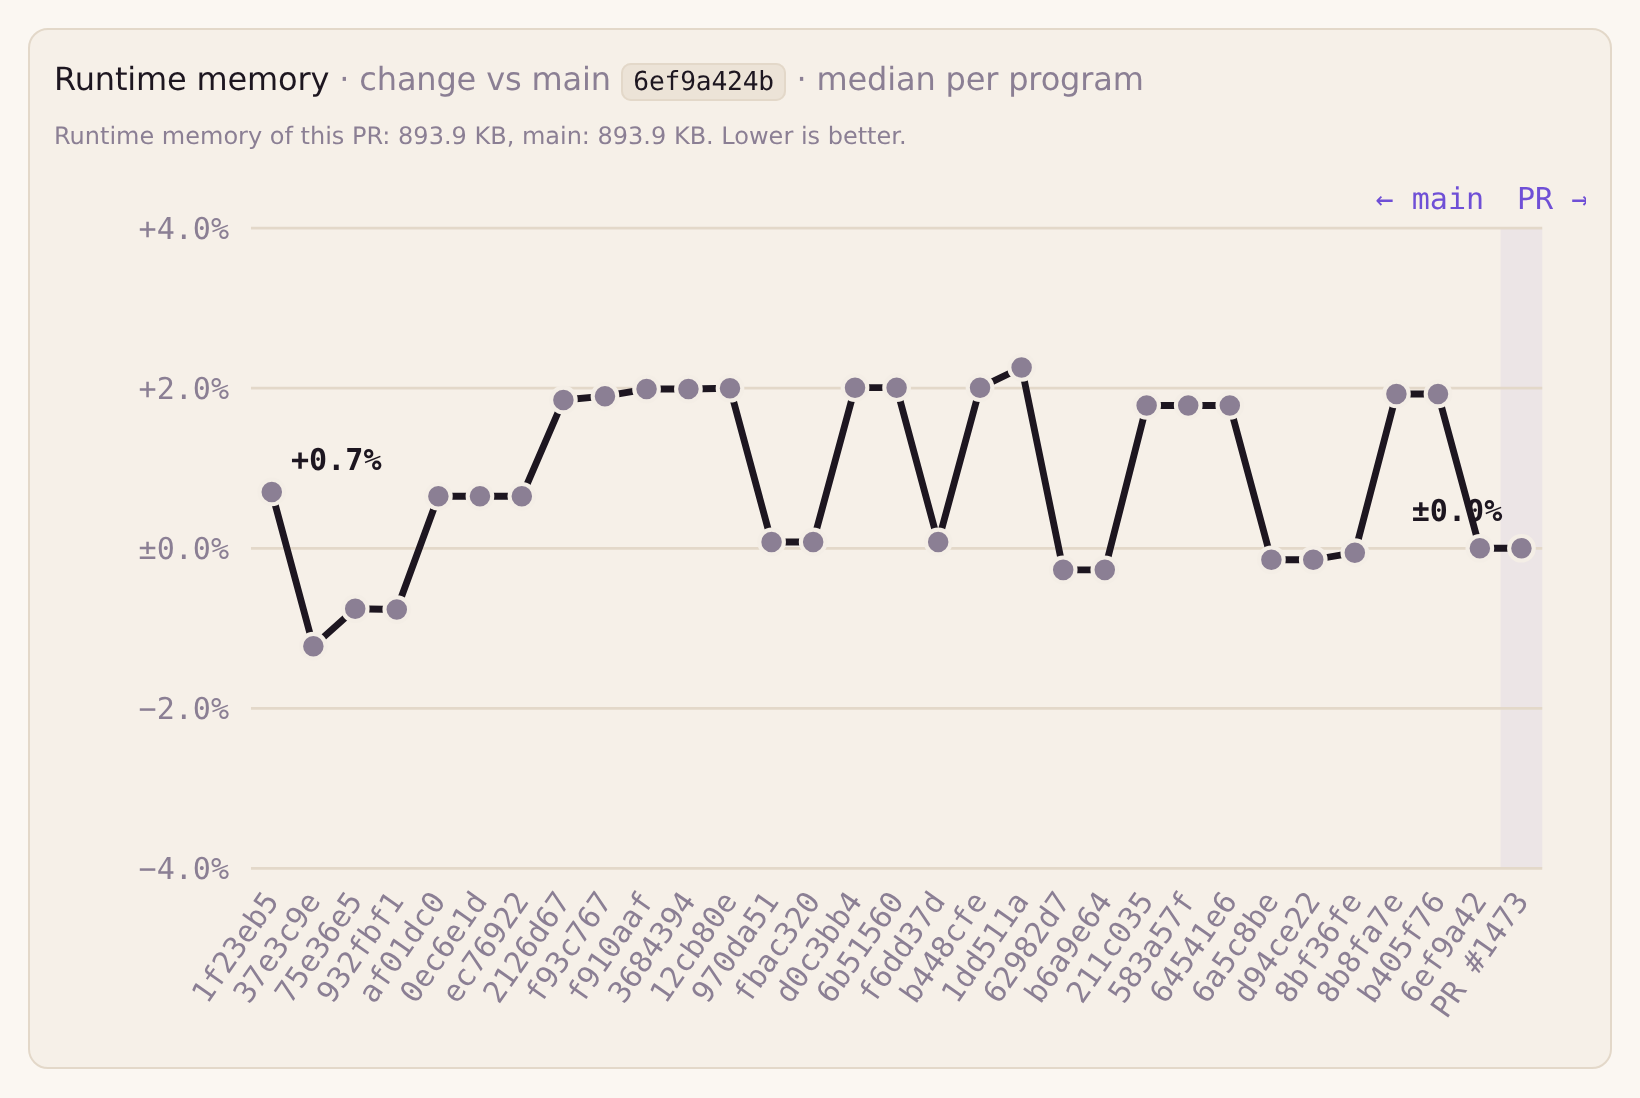 Runtime memory · change vs main 6ef9a424b · median per program
Runtime memory of this PR: 893.9 KB, main: 893.9 KB. Lower is better.
← main PR →
+4.0%
+2.0%
±0.0%
−2.0%
−4.0%
+0.7%
±0.0%
1f23eb5
37e3c9e
75e36e5
932fbf1
af01dc0
0ec6e1d
ec76922
2126d67
f93c767
f910aaf
3684394
12cb80e
970da51
fbac320
d0c3bb4
6b51560
f6dd37d
b448cfe
1dd511a
62982d7
b6a9e64
211c035
583a57f
64541e6
6a5c8be
d94ce22
8bf36fe
8b8fa7e
b405f76
6ef9a42
PR #1473